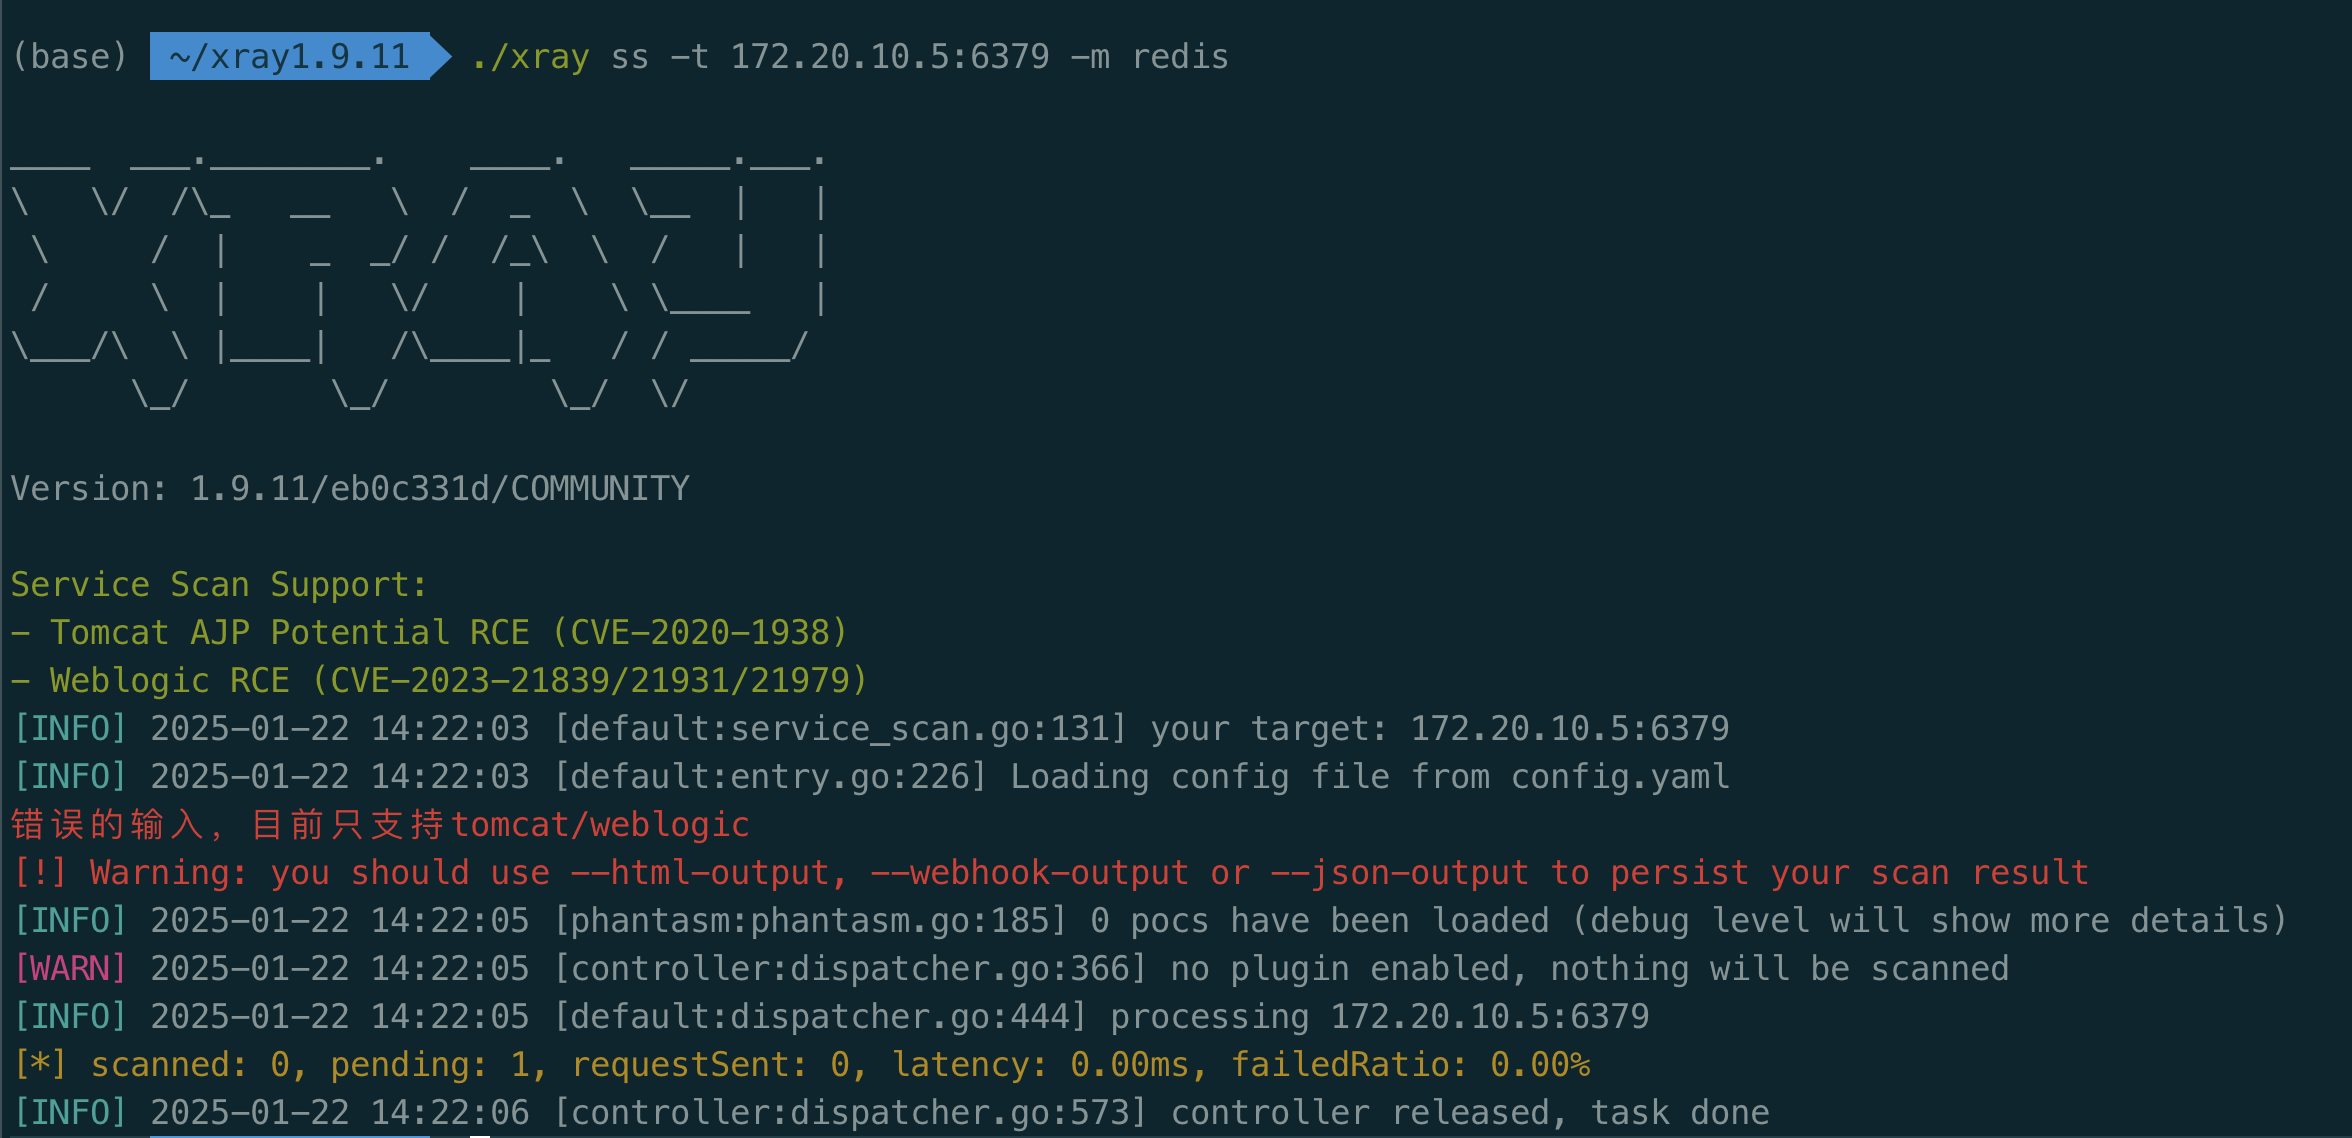 (base) ~/xray1.9.11 ./xray ss -t 172.20.10.5:6379 -m redis
____  ___.________.    ____.   _____.___.
\   \/  /\_   __   \  /  _  \  \__  |   |
 \     /  |    _  _/ /  /_\  \  /   |   |
 /     \  |    |   \/    |    \ \____   |
\___/\  \ |____|   /\____|_   / / _____/
      \_/       \_/        \_/  \/
Version: 1.9.11/eb0c331d/COMMUNITY
Service Scan Support:
- Tomcat AJP Potential RCE (CVE-2020-1938)
- Weblogic RCE (CVE-2023-21839/21931/21979)
[INFO] 2025-01-22 14:22:03 [default:service_scan.go:131] your target: 172.20.10.5:6379
[INFO] 2025-01-22 14:22:03 [default:entry.go:226] Loading config file from config.yaml
错误的输入，目前只支持tomcat/weblogic
[!] Warning: you should use --html-output, --webhook-output or --json-output to persist your scan result
[INFO] 2025-01-22 14:22:05 [phantasm:phantasm.go:185] 0 pocs have been loaded (debug level will show more details)
[WARN] 2025-01-22 14:22:05 [controller:dispatcher.go:366] no plugin enabled, nothing will be scanned
[INFO] 2025-01-22 14:22:05 [default:dispatcher.go:444] processing 172.20.10.5:6379
[*] scanned: 0, pending: 1, requestSent: 0, latency: 0.00ms, failedRatio: 0.00%
[INFO] 2025-01-22 14:22:06 [controller:dispatcher.go:573] controller released, task done